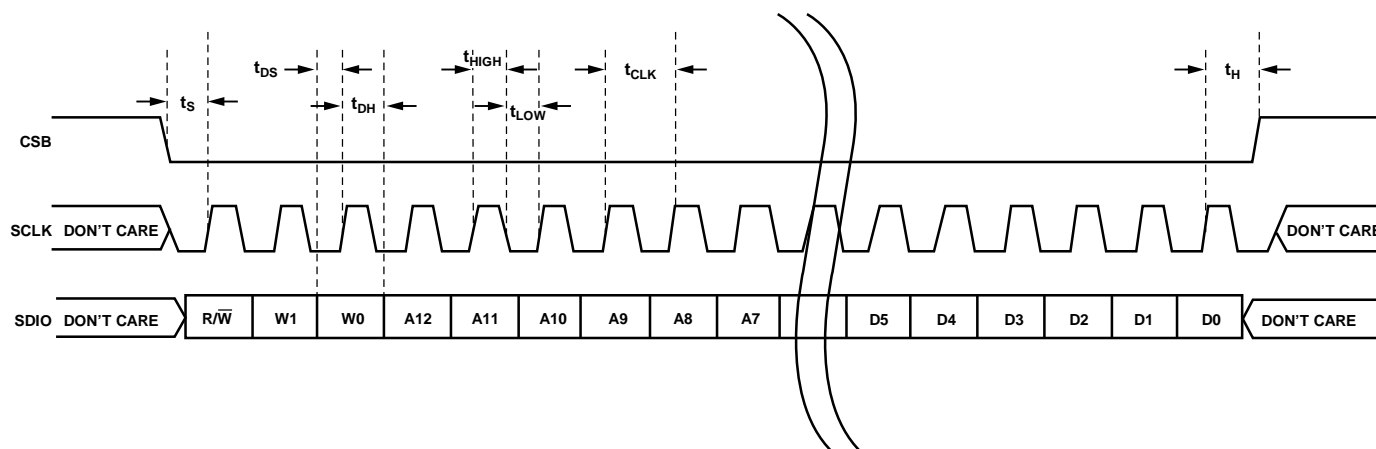 tHIGH
tDS
tCLK
tH
tS
tDH
tLOW
CSB
SCLK DON'T CARE
DON'T CARE
SDIO DON'T CARE R/W̅ W1 W0 A12 A11 A10 A9 A8 A7 D5 D4 D3 D2 D1 D0 DON'T CARE